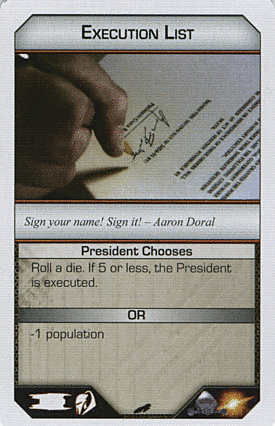 EXECUTION LIST
Sign your name! Sign it! – Aaron Doral
President Chooses
Roll a die. If 5 or less, the President
is executed.
OR
-1 population